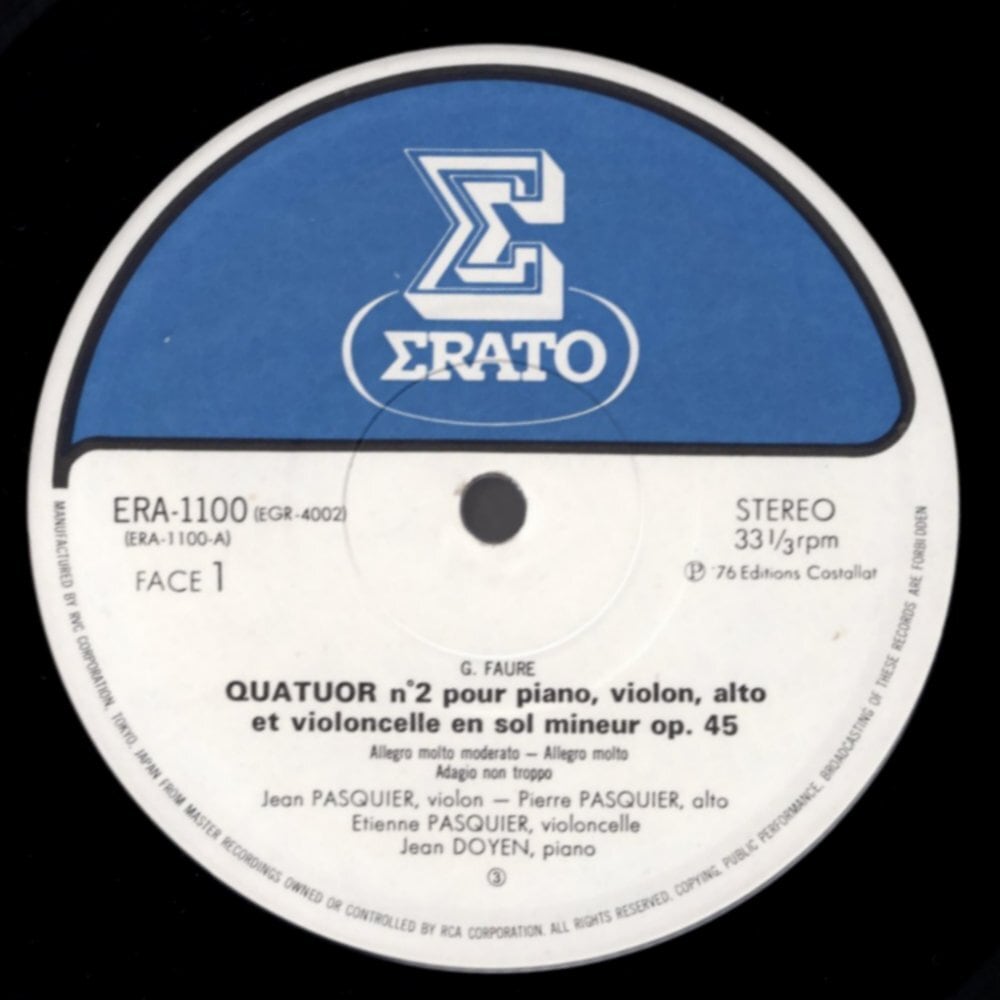 Σ
ΣRATO
ERA-1100 (EGR-4002)
(ERA-1100-A)
FACE 1
STEREO
33 1/3 rpm
Ⓟ '76 Editions Costallat
G. FAURE
QUATUOR n°2 pour piano, violon, alto
et violoncelle en sol mineur op. 45
Allegro molto moderato — Allegro molto
Adagio non troppo
Jean PASQUIER, violon — Pierre PASQUIER, alto
Etienne PASQUIER, violoncelle
Jean DOYEN, piano
③
MANUFACTURED BY RVC CORPORATION, TOKYO, JAPAN FROM MASTER RECORDINGS OWNED OR CONTROLLED BY RCA CORPORATION. ALL RIGHTS RESERVED. COPYING, PUBLIC PERFORMANCE, BROADCASTING OF THESE RECORDS ARE FORBIDDEN